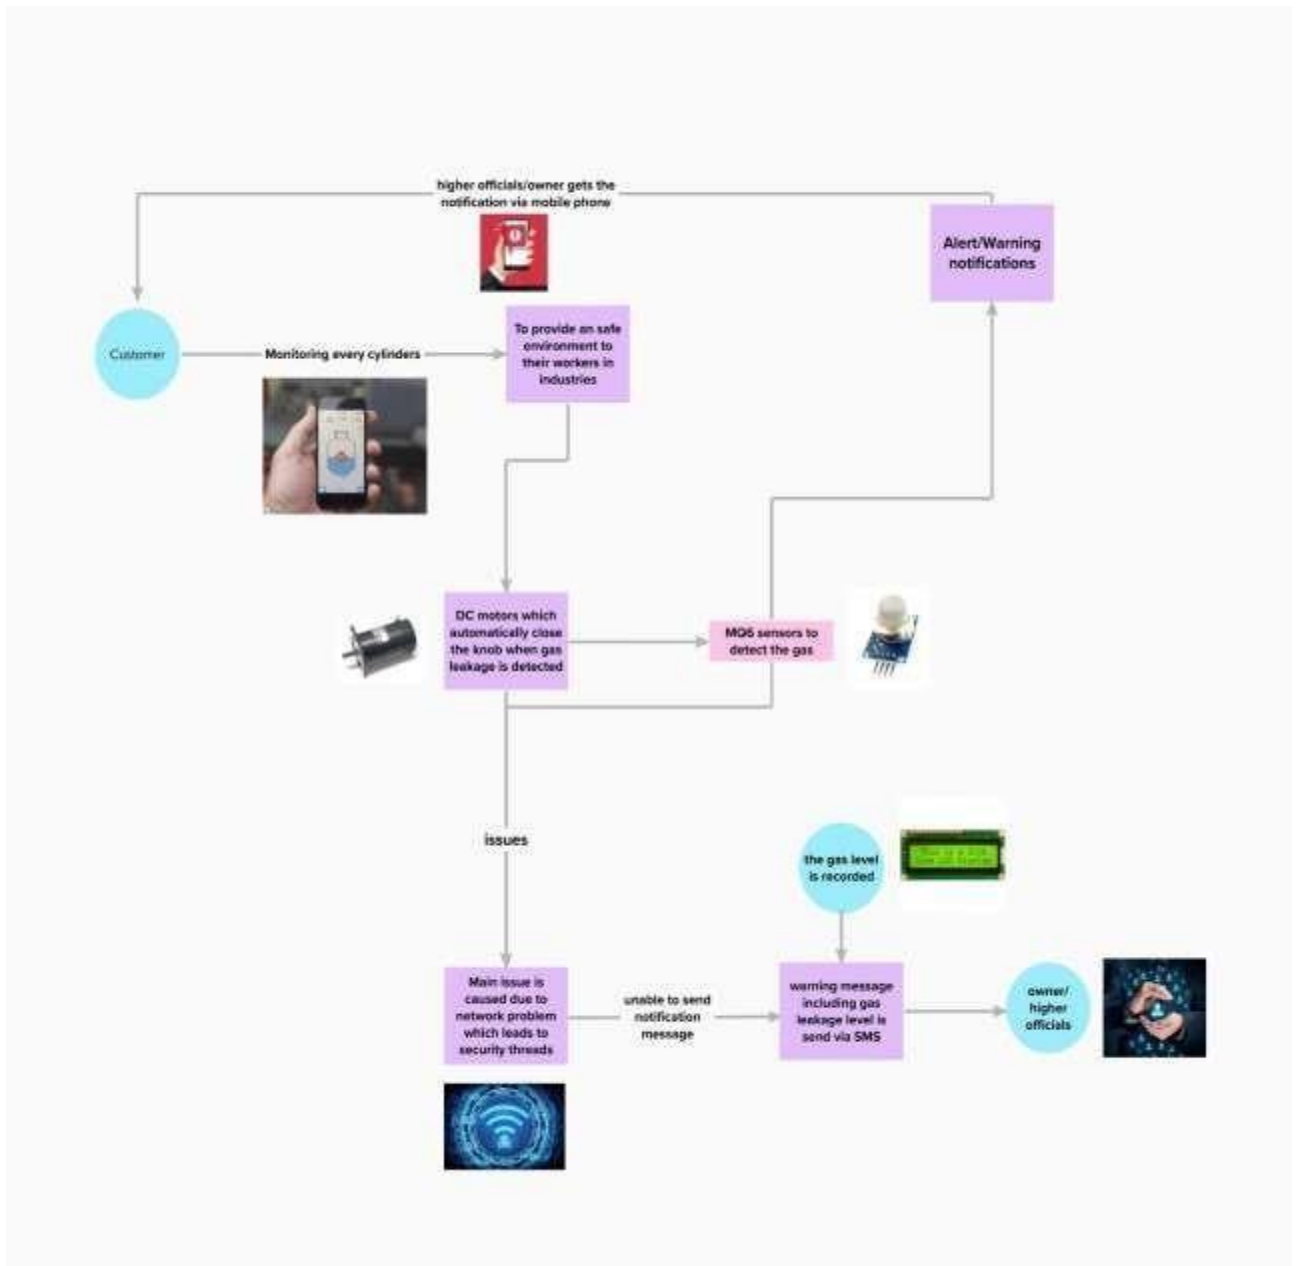 higher officials/owner gets the
notification via mobile phone
Alert/Warning
notifications
Customer
Monitoring every cylinders
To provide an safe
environment to
their workers in
industries
DC motors which
automatically close
the knob when gas
leakage is detected
MQ6 sensors to
detect the gas
issues
the gas level
is recorded
Main issue is
caused due to
network problem
which leads to
security threads
unable to send
notification
message
warning message
including gas
leakage level is
send via SMS
owner/
higher
officials